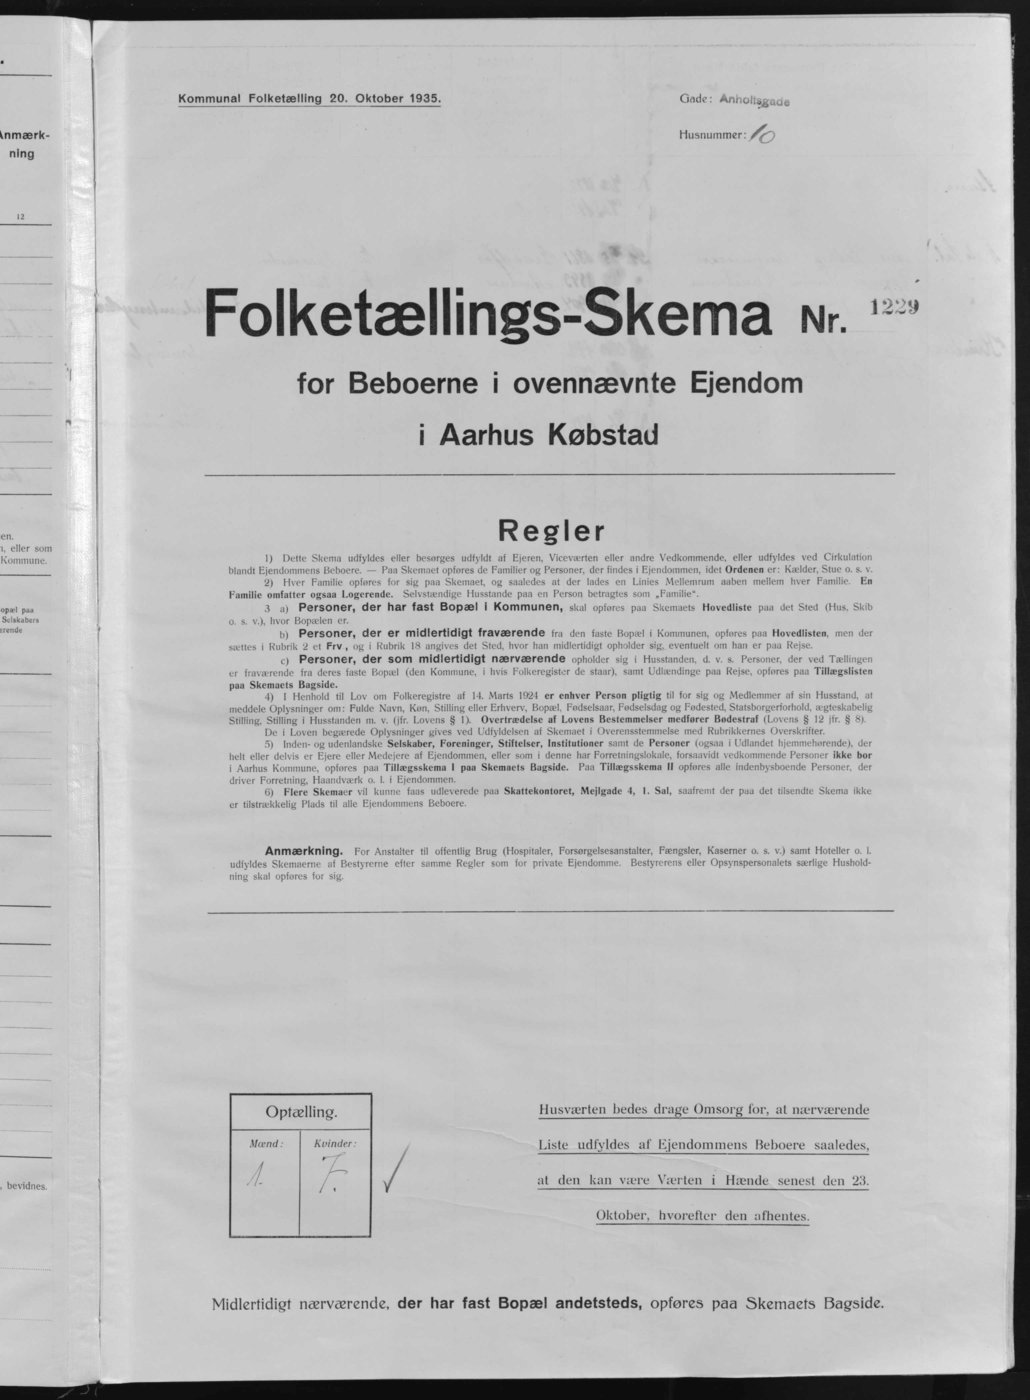 Anmærk-
ning
12
en.
n, eller som
Kommune.
opæl paa
Selskabers
ærende
, bevidnes.
Kommunal Folketælling 20. Oktober 1935.
Gade: Anholtsgade
Husnummer: 10
Folketællings-Skema Nr. 1229
for Beboerne i ovennævnte Ejendom
i Aarhus Købstad
Regler
1) Dette Skema udfyldes eller besørges udfyldt af Ejeren, Viceværten eller andre Vedkommende, eller udfyldes ved Cirkulation
blandt Ejendommens Beboere. — Paa Skemaet opføres de Familier og Personer, der findes i Ejendommen, idet Ordenen er: Kælder, Stue o. s. v.
2) Hver Familie opføres for sig paa Skemaet, og saaledes at der lades en Linies Mellemrum aaben mellem hver Familie. En
Familie omfatter ogsaa Logerende. Selvstændige Husstande paa en Person betragtes som „Familie“.
3 a) Personer, der har fast Bopæl i Kommunen, skal opføres paa Skemaets Hovedliste paa det Sted (Hus, Skib
o. s. v.), hvor Bopælen er.
b) Personer, der er midlertidigt fraværende fra den faste Bopæl i Kommunen, opføres paa Hovedlisten, men der
sættes i Rubrik 2 et Frv., og i Rubrik 18 angives det Sted, hvor han midlertidigt opholder sig, eventuelt om han er paa Rejse.
c) Personer, der som midlertidigt nærværende opholder sig i Husstanden, d. v. s. Personer, der ved Tællingen
er fraværende fra deres faste Bopæl (den Kommune, i hvis Folkeregister de staar), samt Udlændinge paa Rejse, opføres paa Tillægslisten
paa Skemaets Bagside.
4) I Henhold til Lov om Folkeregistre af 14. Marts 1924 er enhver Person pligtig til for sig og Medlemmer af sin Husstand, at
meddele Oplysninger om: Fulde Navn, Køn, Stilling eller Erhverv, Bopæl, Fødselsaar, Fødselsdag og Fødested, Statsborgerforhold, ægteskabelig
Stilling, Stilling i Husstanden m. v. (jfr. Lovens § 1). Overtrædelse af Lovens Bestemmelser medfører Bødestraf (Lovens § 12 jfr. § 8).
De i Loven begærede Oplysninger gives ved Udfyldelsen af Skemaet i Overensstemmelse med Rubrikkernes Overskrifter.
5) Inden- og udenlandske Selskaber, Foreninger, Stiftelser, Institutioner samt de Personer (ogsaa i Udlandet hjemmehørende), der
helt eller delvis er Ejere eller Medejere af Ejendommen, eller som i denne har Forretningslokale, forsaavidt vedkommende Personer ikke bor
i Aarhus Kommune, opføres paa Tillægsskema I paa Skemaets Bagside. Paa Tillægsskema II opføres alle indenbysboende Personer, der
driver Forretning, Haandværk o. l. i Ejendommen.
6) Flere Skemaer vil kunne faas udleverede paa Skattekontoret, Mejlgade 4, 1. Sal, saafremt der paa det tilsendte Skema ikke
er tilstrækkelig Plads til alle Ejendommens Beboere.
Anmærkning. For Anstalter til offentlig Brug (Hospitaler, Forsørgelsesanstalter, Fængsler, Kaserner o. s. v.) samt Hoteller o. l.
udfyldes Skemaerne af Bestyrerne efter samme Regler som for private Ejendomme. Bestyrerens eller Opsynspersonalets særlige Hushold-
ning skal opføres for sig.
Optælling.
Mænd: Kvinder:
1. 7.
Husværten bedes drage Omsorg for, at nærværende
Liste udfyldes af Ejendommens Beboere saaledes,
at den kan være Værten i Hænde senest den 23.
Oktober, hvorefter den afhentes.
Midlertidigt nærværende, der har fast Bopæl andetsteds, opføres paa Skemaets Bagside.